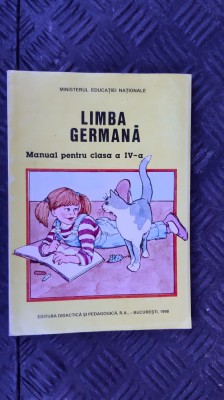 MINISTERUL EDUCAȚIEI NAȚIONALE
LIMBA
GERMANĂ
Manual pentru clasa a IV-a
EDITURA DIDACTICĂ ȘI PEDAGOGICĂ, R.A., - BUCUREȘTI, 1998